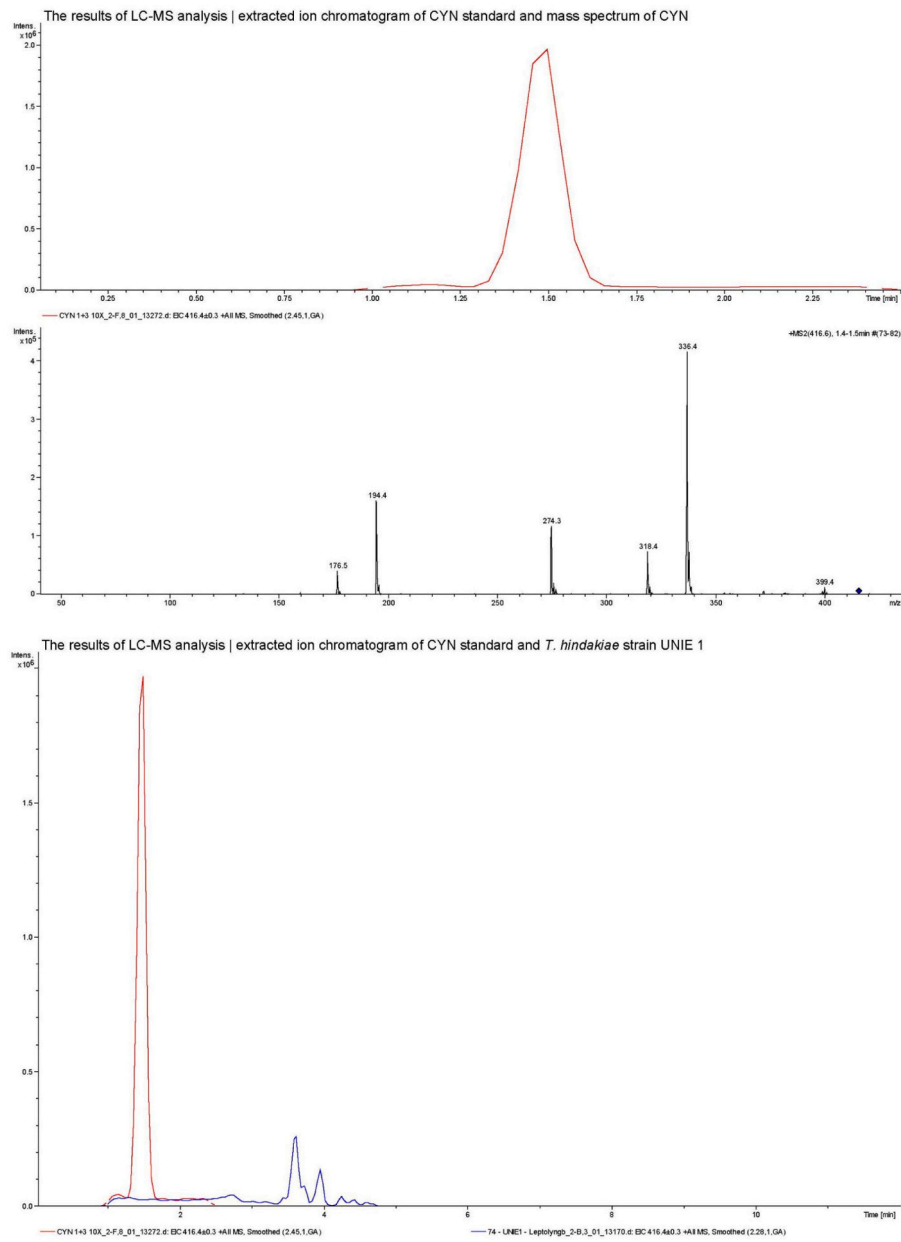 The results of LC-MS analysis | extracted ion chromatogram of CYN standard and mass spectrum of CYN
Intens.
x10⁶
2.0
1.5
1.0
0.5
0.0
0.25 0.50 0.75 1.00 1.25 1.50 1.75 2.00 2.25 Time [min]
CYN 1+3 10X_2-F,8_01_13272.d: EIC 416.4±0.3 +All MS, Smoothed (2.45,1,GA)
Intens.
x10⁵
+MS2(416.6), 1.4-1.5min #(73-82)
336.4
4
3
2
194.4
274.3
1
318.4
176.5
399.4
0
50 100 150 200 250 300 350 400 m/z
The results of LC-MS analysis | extracted ion chromatogram of CYN standard and T. hindakiae strain UNIE 1
Intens.
x10⁶
1.5
1.0
0.5
0.0
2 4 6 8 10 Time [min]
CYN 1+3 10X_2-F,8_01_13272.d: EIC 416.4±0.3 +All MS, Smoothed (2.45,1,GA) 74 - UNIE1 - Leptolyngb_2-B,3_01_13170.d: EIC 416.4±0.3 +All MS, Smoothed (2.28,1,GA)